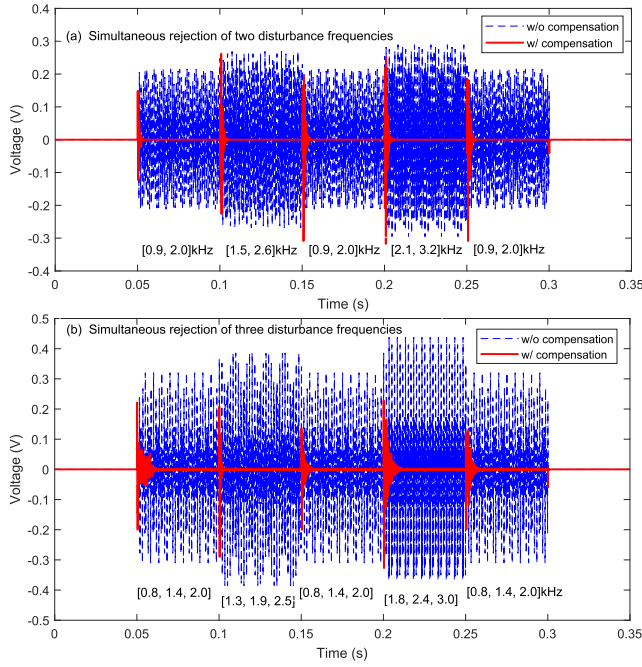 0.4
0.3
0.2
0.1
0
-0.1
-0.2
-0.3
0.4
Voltage (V)
(a) Simultaneous rejection of two disturbance frequencies
w/o compensation
w/ compensation
[0.9, 2.0]kHz
[1.5, 2.6]kHz
[0.9, 2.0]kHz
[2.1, 3.2]kHz
[0.9, 2.0]kHz
0
0.05
0.1
0.15
0.2
0.25
0.3
0.35
Time (s)
0.5
0.4
0.3
0.2
0.1
0
-0.1
-0.2
-0.3
-0.4
-0.5
Voltage (V)
(b) Simultaneous rejection of three disturbance frequencies
w/o compensation
w/ compensation
[0.8, 1.4, 2.0]
[1.3, 1.9, 2.5]
[0.8, 1.4, 2.0]
[1.8, 2.4, 3.0]
[0.8, 1.4, 2.0]kHz
0
0.05
0.1
0.15
0.2
0.25
0.3
0.35
Time (s)